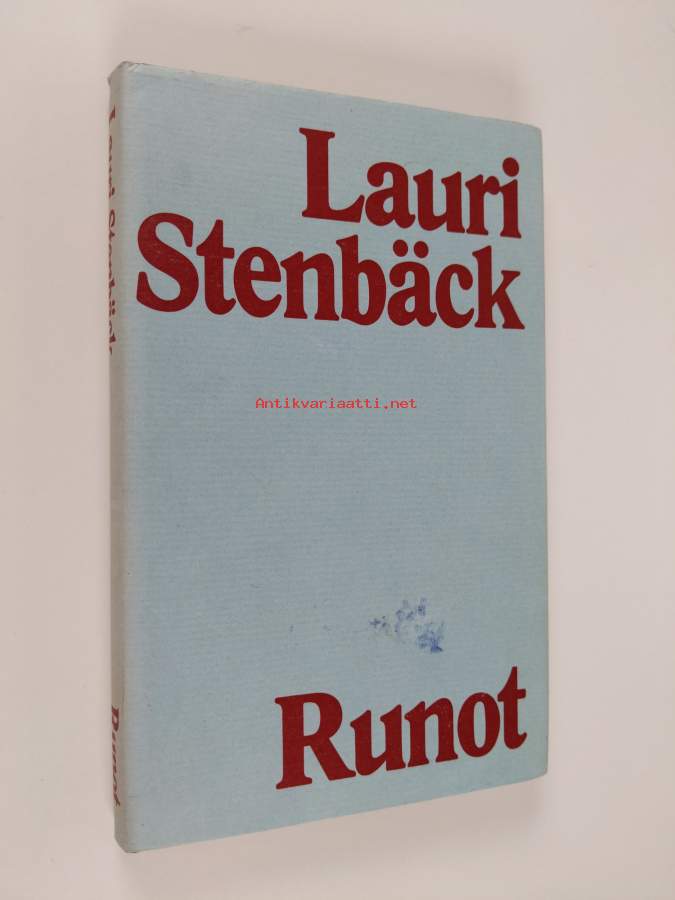 Lauri
Stenbäck
Antikvariaatti.net
Runot
Lauri Stenbäck
Runot